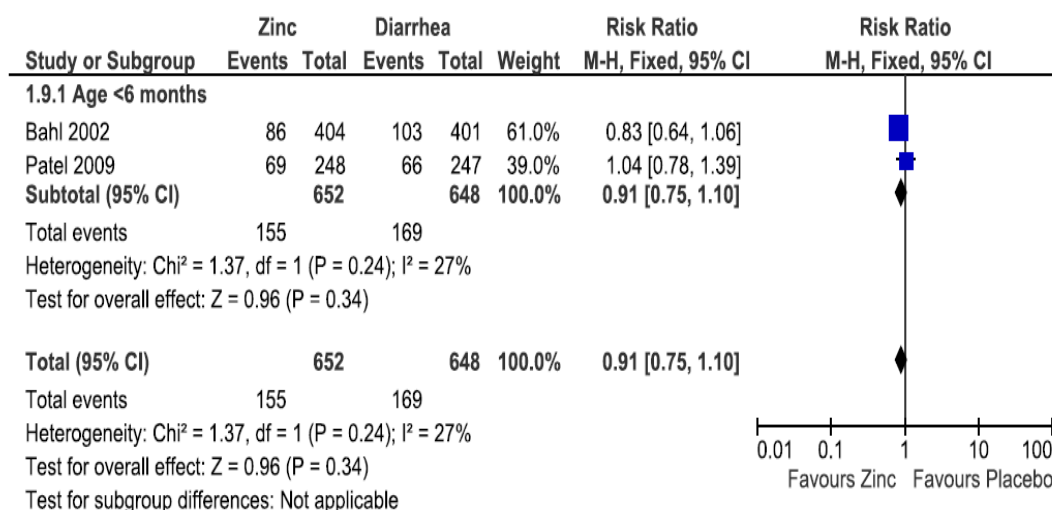 Zinc Diarrhea Risk Ratio Risk Ratio
Study or Subgroup Events Total Events Total Weight M-H, Fixed, 95% CI M-H, Fixed, 95% CI
1.9.1 Age <6 months
Bahl 2002 86 404 103 401 61.0% 0.83 [0.64, 1.06]
Patel 2009 69 248 66 247 39.0% 1.04 [0.78, 1.39]
Subtotal (95% CI) 652 648 100.0% 0.91 [0.75, 1.10]
Total events 155 169
Heterogeneity: Chi² = 1.37, df = 1 (P = 0.24); I² = 27%
Test for overall effect: Z = 0.96 (P = 0.34)
Total (95% CI) 652 648 100.0% 0.91 [0.75, 1.10]
Total events 155 169
Heterogeneity: Chi² = 1.37, df = 1 (P = 0.24); I² = 27%
Test for overall effect: Z = 0.96 (P = 0.34)
Test for subgroup differences: Not applicable
0.01 0.1 1 10 100
Favours Zinc Favours Placebo